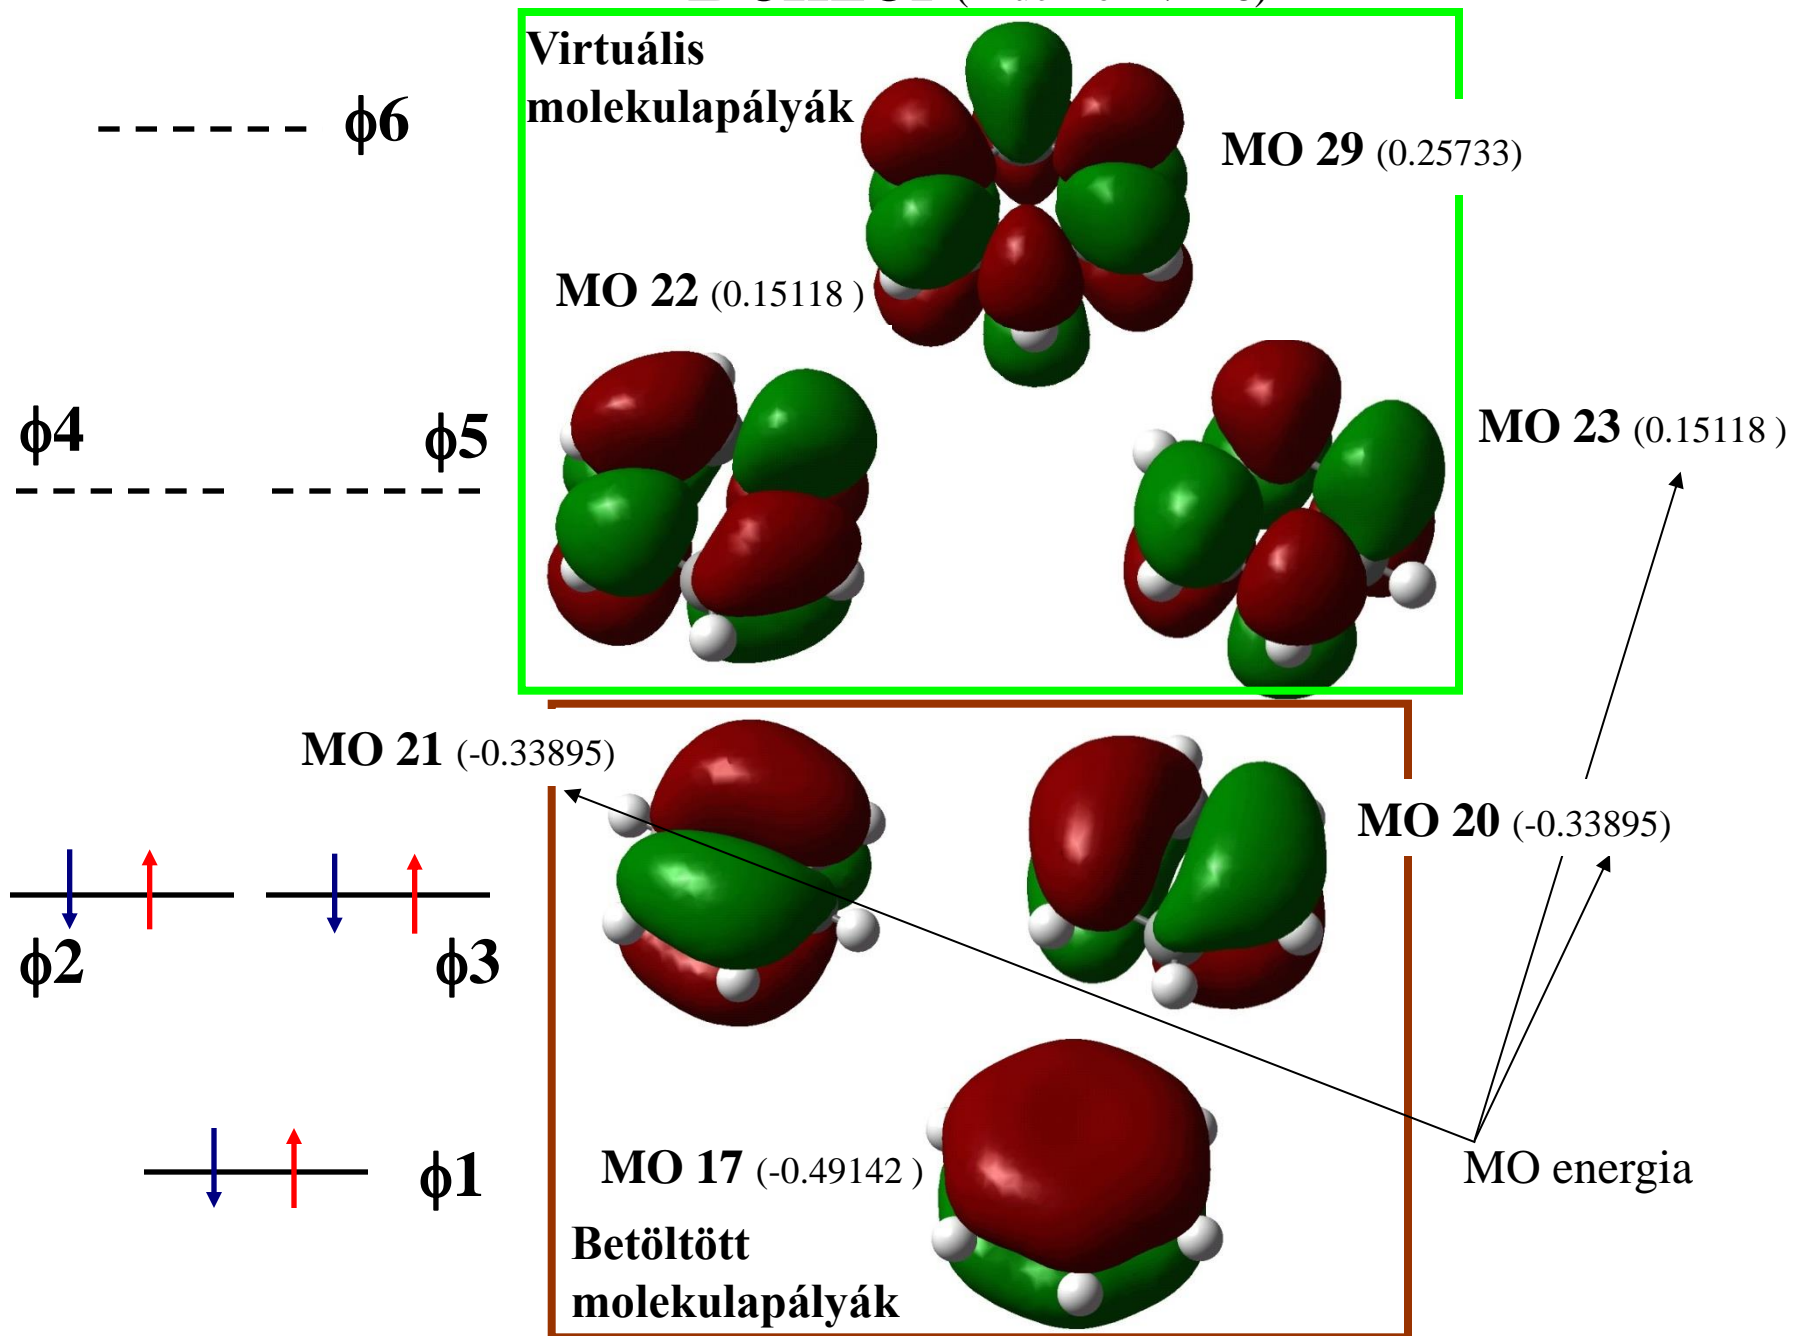 Virtuális
molekulapályák
ϕ6
MO 29 (0.25733)
MO 22 (0.15118 )
ϕ4
ϕ5
MO 23 (0.15118 )
MO 21 (-0.33895)
MO 20 (-0.33895)
ϕ2
ϕ3
MO 17 (-0.49142 )
ϕ1
MO energia
Betöltött
molekulapályák